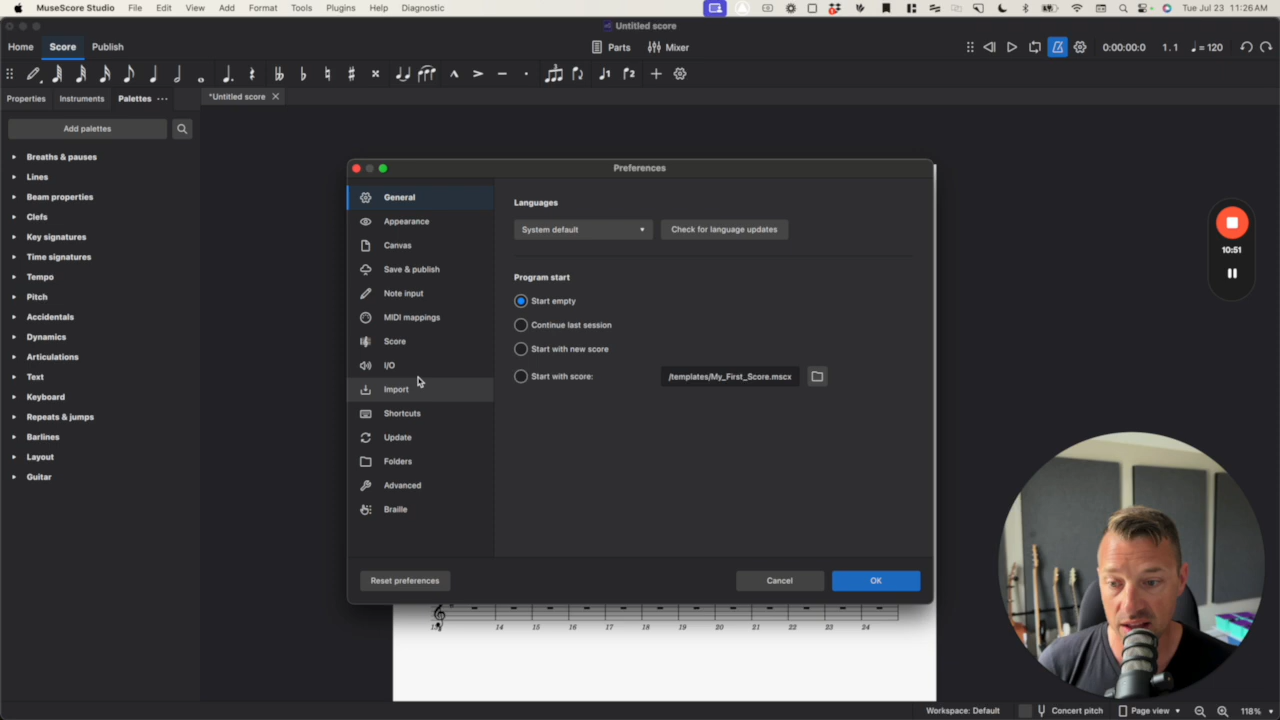 MuseScore Studio File Edit View Add Format Tools Plugins Help Diagnostic Tue Jul 23 11:26 AM
Untitled score
Home Score Publish Parts Mixer 0:00:00:0 1 . 1 = 120
Properties Instruments Palettes *Untitled score
Add palettes
Breaths & pauses
Lines
Beam properties
Clefs
Key signatures
Time signatures
Tempo
Pitch
Accidentals
Dynamics
Articulations
Text
Keyboard
Repeats & jumps
Barlines
Layout
Guitar
Preferences
General
Appearance
Canvas
Save & publish
Note input
MIDI mappings
Score
I/O
Import
Shortcuts
Update
Folders
Advanced
Braille
Languages
System default Check for language updates
Program start
Start empty
Continue last session
Start with new score
Start with score: /templates/My_First_Score.mscx
Reset preferences Cancel OK
14 15 16 17 18 19 20 21 22 23 24
10:51
Workspace: Default Concert pitch Page view 118%